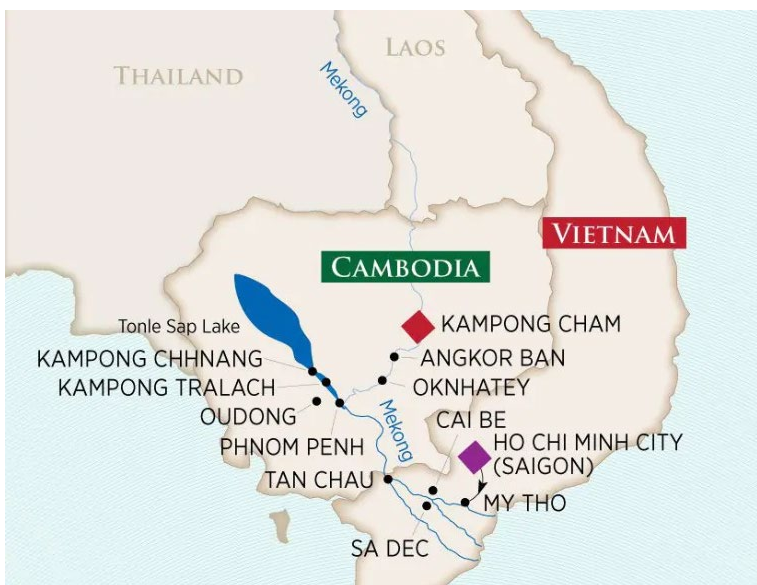 LAOS
THAILAND
Mekong
VIETNAM
CAMBODIA
Tonle Sap Lake
KAMPONG CHAM
KAMPONG CHHNANG
ANGKOR BAN
KAMPONG TRALACH
OKNHATEY
OUDONG
Mekong
CAI BE
PHNOM PENH
HO CHI MINH CITY
(SAIGON)
TAN CHAU
MY THO
SA DEC